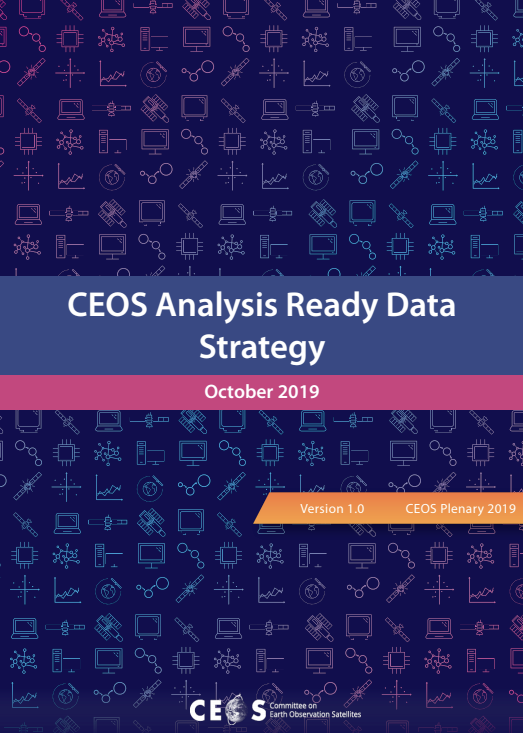 CEOS Analysis Ready Data
Strategy
October 2019
Version 1.0 CEOS Plenary 2019
CEOS Committee on
Earth Observation Satellites